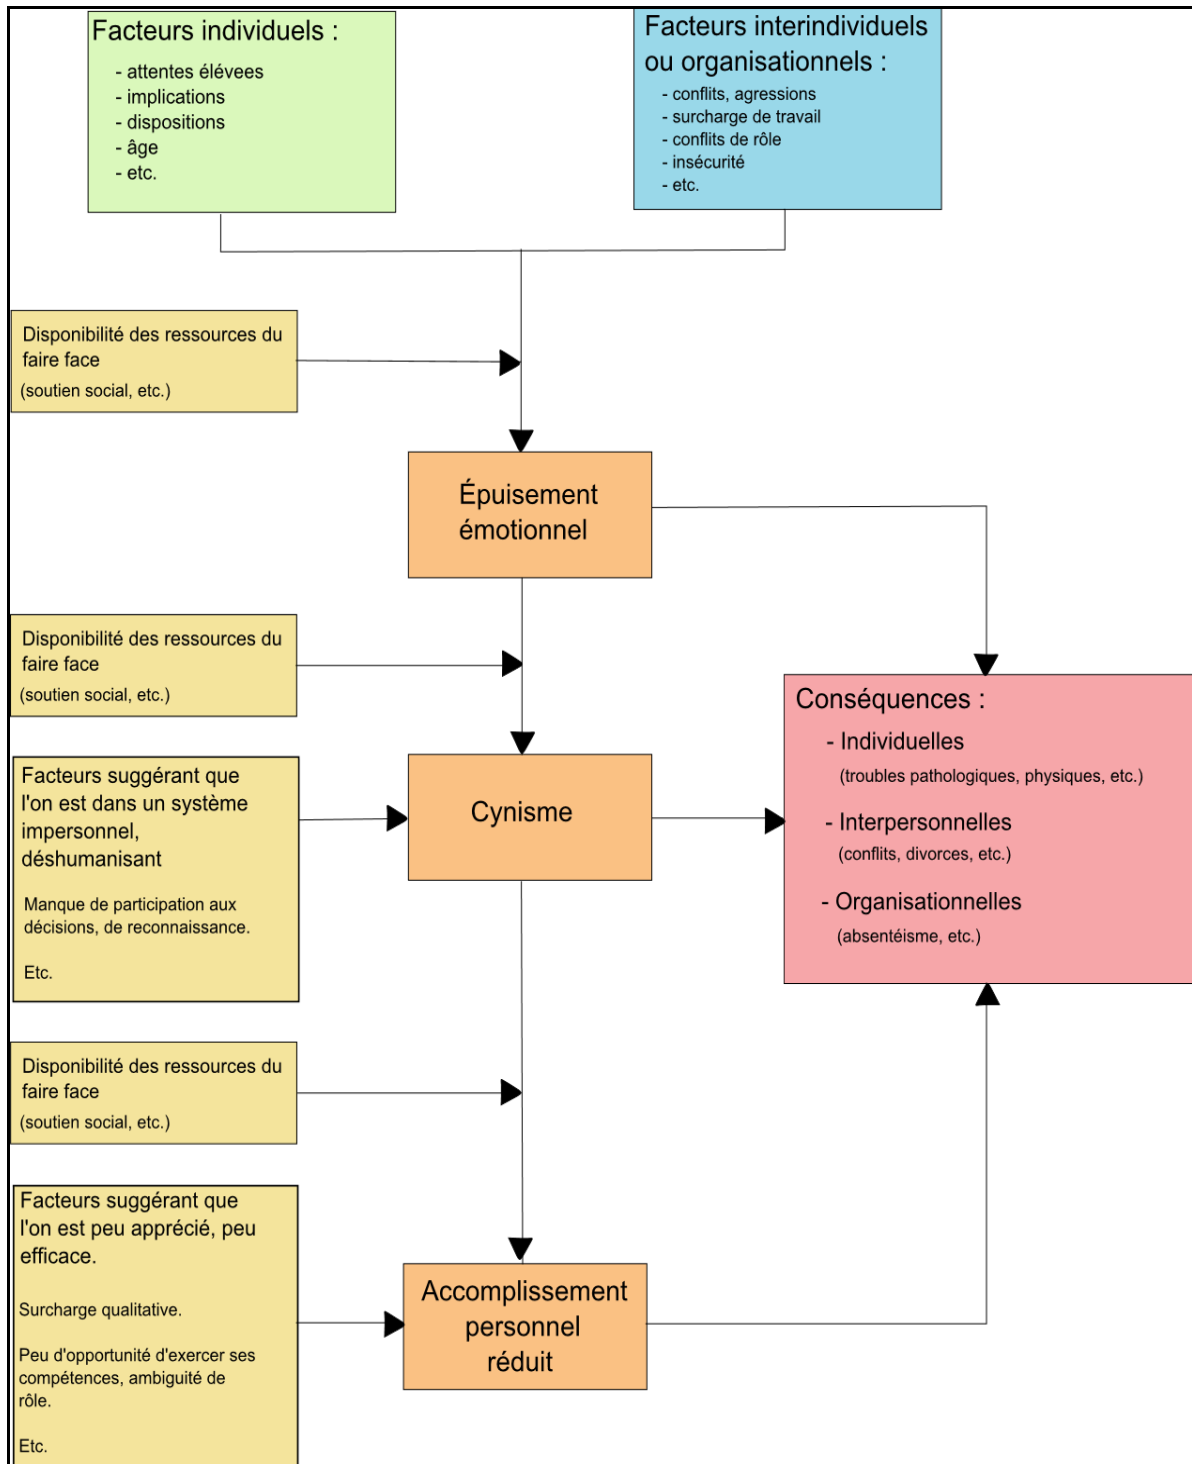 Facteurs individuels :
- attentes élévees
- implications
- dispositions
- âge
- etc.
Facteurs interindividuels
ou organisationnels :
- conflits, agressions
- surcharge de travail
- conflits de rôle
- insécurité
- etc.
Disponibilité des ressources du
faire face
(soutien social, etc.)
Épuisement
émotionnel
Disponibilité des ressources du
faire face
(soutien social, etc.)
Facteurs suggérant que
l'on est dans un système
impersonnel,
déshumanisant
Manque de participation aux
décisions, de reconnaissance.
Etc.
Cynisme
Conséquences :
- Individuelles
(troubles pathologiques, physiques, etc.)
- Interpersonnelles
(conflits, divorces, etc.)
- Organisationnelles
(absentéisme, etc.)
Disponibilité des ressources du
faire face
(soutien social, etc.)
Facteurs suggérant que
l'on est peu apprécié, peu
efficace.
Surcharge qualitative.
Peu d'opportunité d'exercer ses
compétences, ambiguité de
rôle.
Etc.
Accomplissement
personnel
réduit